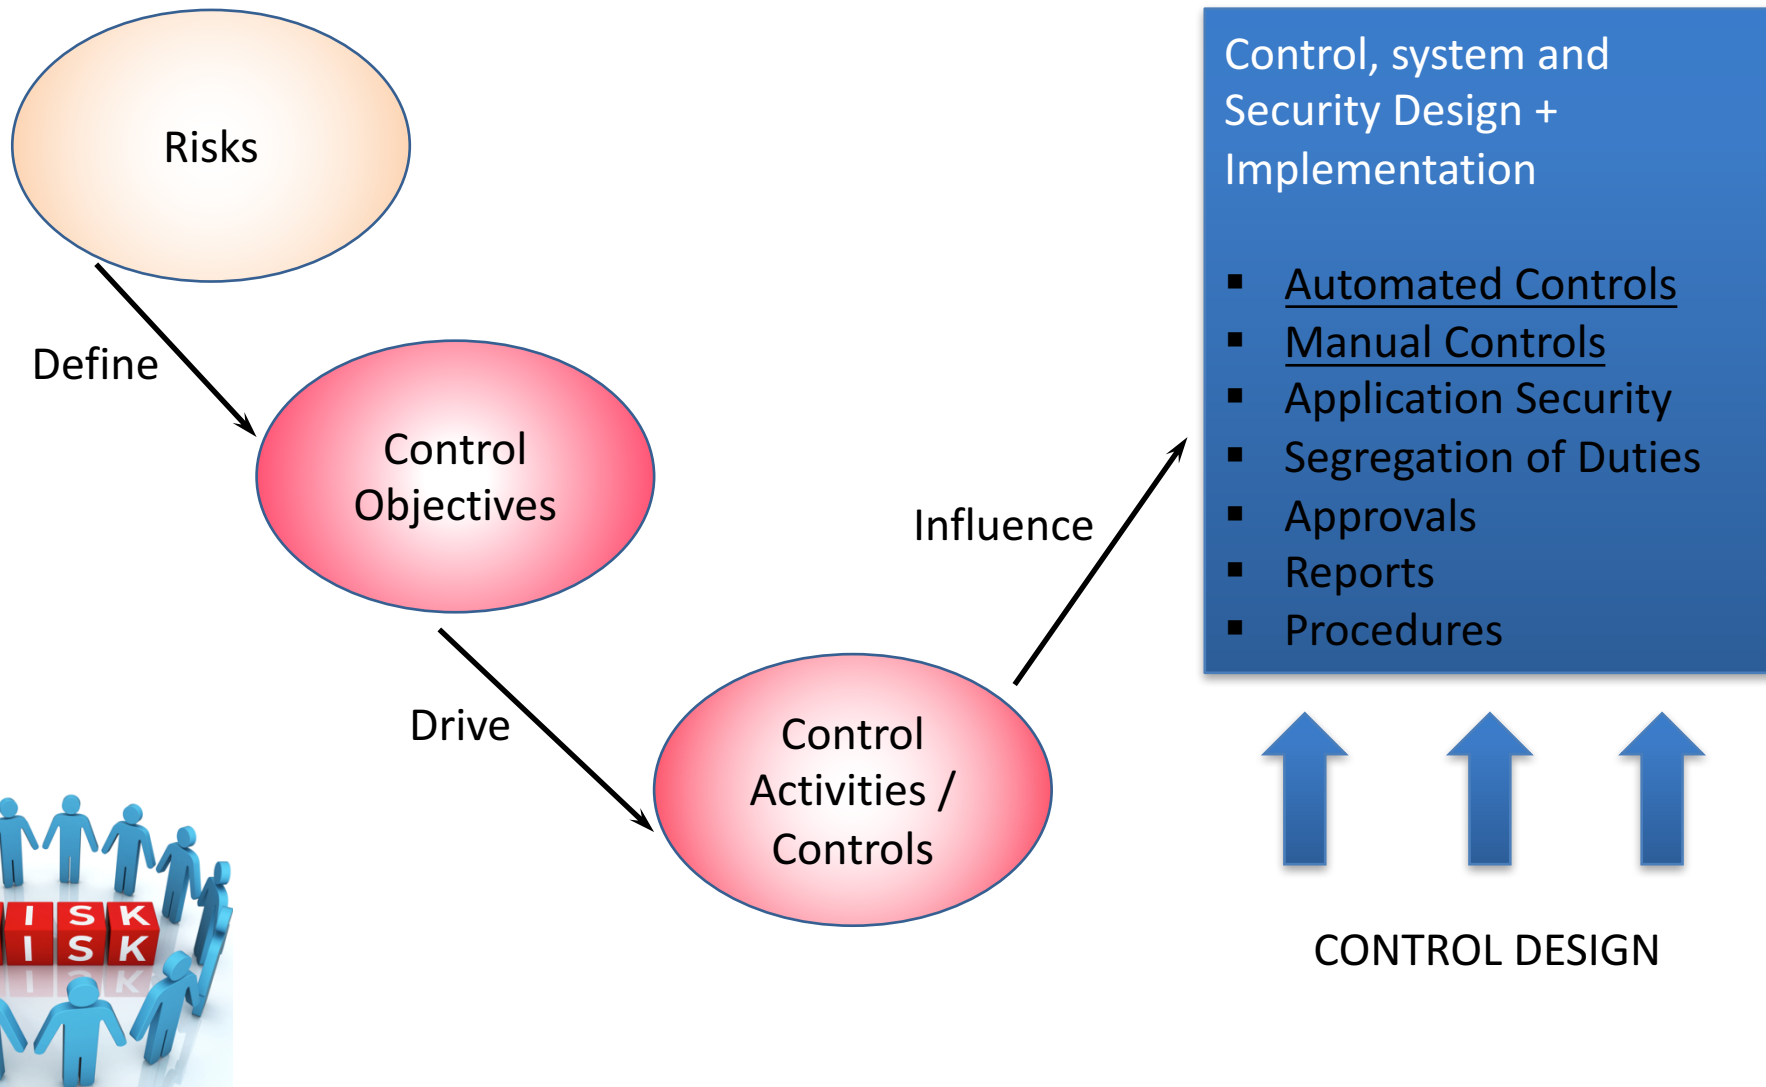 Risks
Define
Control
Objectives
Drive
Control
Activities /
Controls
Influence
Control, system and
Security Design +
Implementation
▪ Automated Controls
▪ Manual Controls
▪ Application Security
▪ Segregation of Duties
▪ Approvals
▪ Reports
▪ Procedures
CONTROL DESIGN
I S K
I S K